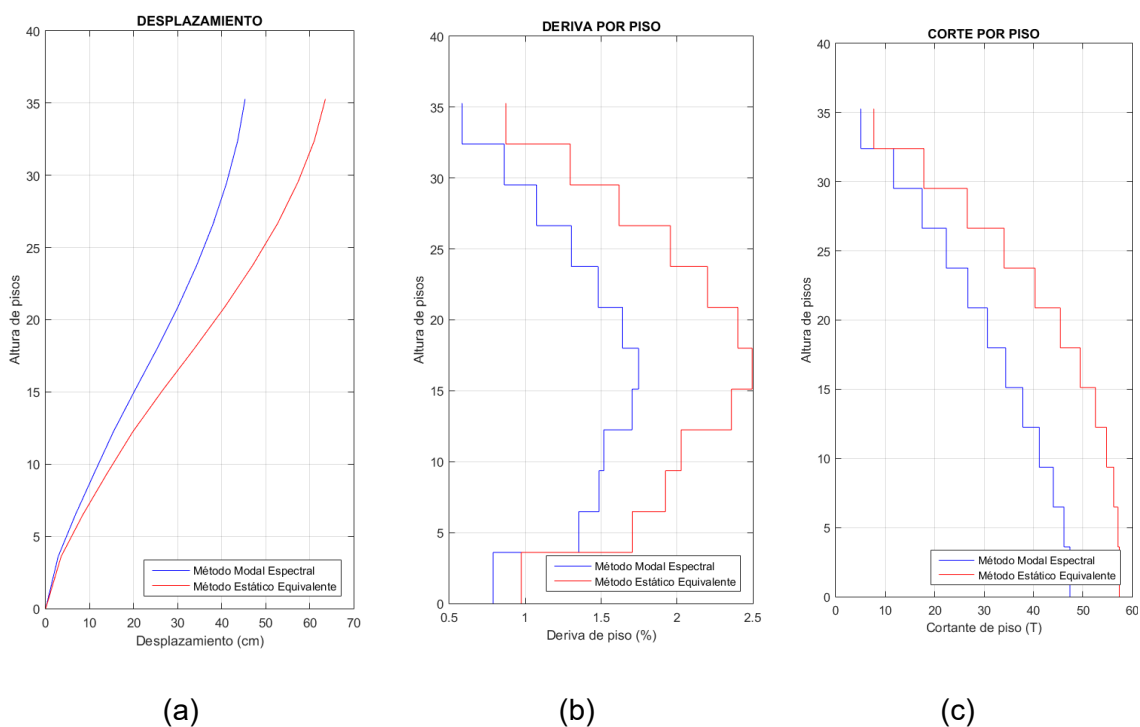 DESPLAZAMIENTO
40
35
30
25
20
15
10
5
0
Altura de pisos
0 10 20 30 40 50 60 70
Desplazamiento (cm)
Método Modal Espectral
Método Estático Equivalente
(a)
DERIVA POR PISO
40
35
30
25
20
15
10
5
0
Altura de pisos
0.5 1 1.5 2 2.5
Deriva de piso (%)
Método Modal Espectral
Método Estático Equivalente
(b)
CORTE POR PISO
40
35
30
25
20
15
10
5
0
Altura de pisos
0 10 20 30 40 50 60
Cortante de piso (T)
Método Modal Espectral
Método Estático Equivalente
(c)